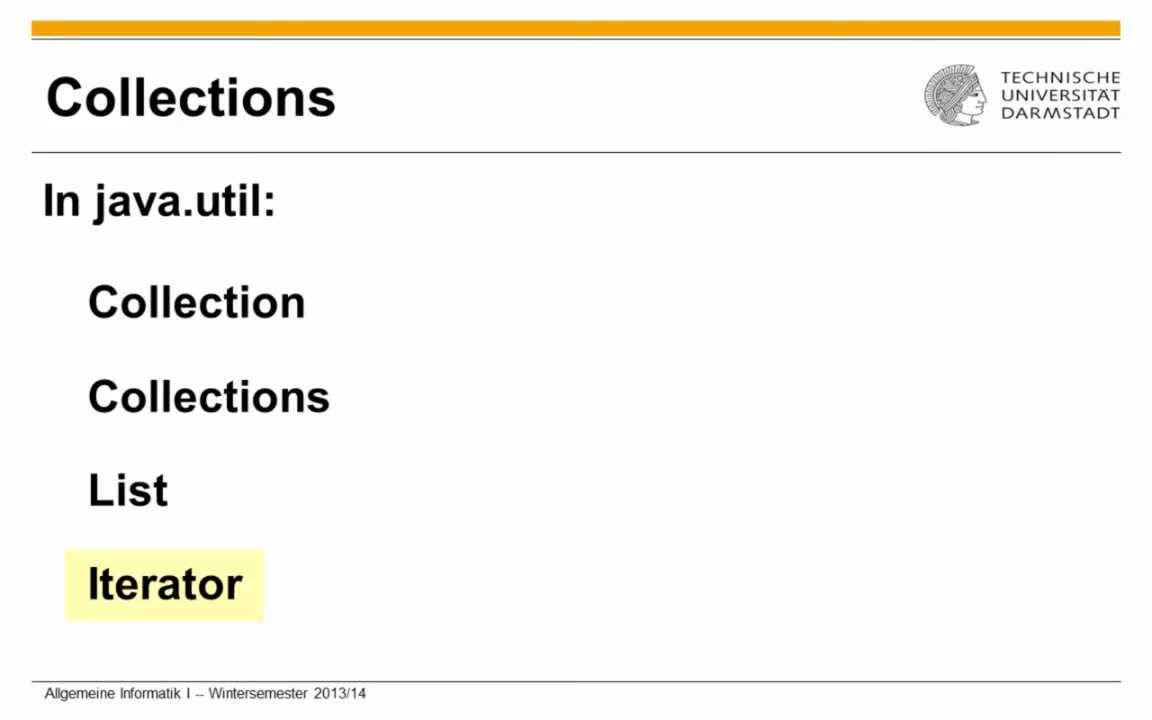 Collections
TECHNISCHE
UNIVERSITÄT
DARMSTADT
In java.util:
Collection
Collections
List
Iterator
Allgemeine Informatik I -- Wintersemester 2013/14